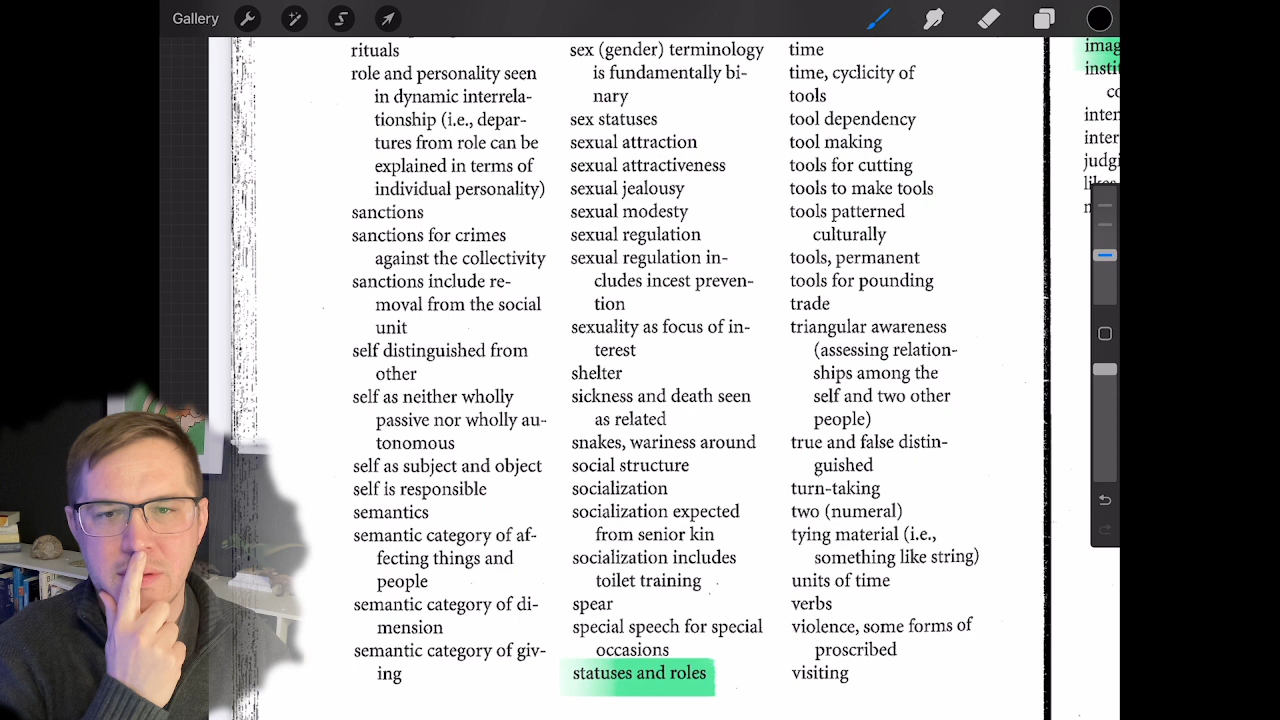 Gallery
rituals
role and personality seen
in dynamic interrela-
tionship (i.e., depar-
tures from role can be
explained in terms of
individual personality)
sanctions
sanctions for crimes
against the collectivity
sanctions include re-
moval from the social
unit
self distinguished from
other
self as neither wholly
passive nor wholly au-
tonomous
self as subject and object
self is responsible
semantics
semantic category of af-
fecting things and
people
semantic category of di-
mension
semantic category of giv-
ing
sex (gender) terminology
is fundamentally bi-
nary
sex statuses
sexual attraction
sexual attractiveness
sexual jealousy
sexual modesty
sexual regulation
sexual regulation in-
cludes incest preven-
tion
sexuality as focus of in-
terest
shelter
sickness and death seen
as related
snakes, wariness around
social structure
socialization
socialization expected
from senior kin
socialization includes
toilet training
spear
special speech for special
occasions
statuses and roles
time
time, cyclicity of
tools
tool dependency
tool making
tools for cutting
tools to make tools
tools patterned
culturally
tools, permanent
tools for pounding
trade
triangular awareness
(assessing relation-
ships among the
self and two other
people)
true and false distin-
guished
turn-taking
two (numeral)
tying material (i.e.,
something like string)
units of time
verbs
violence, some forms of
proscribed
visiting
imag
instit
co
inter
judgi